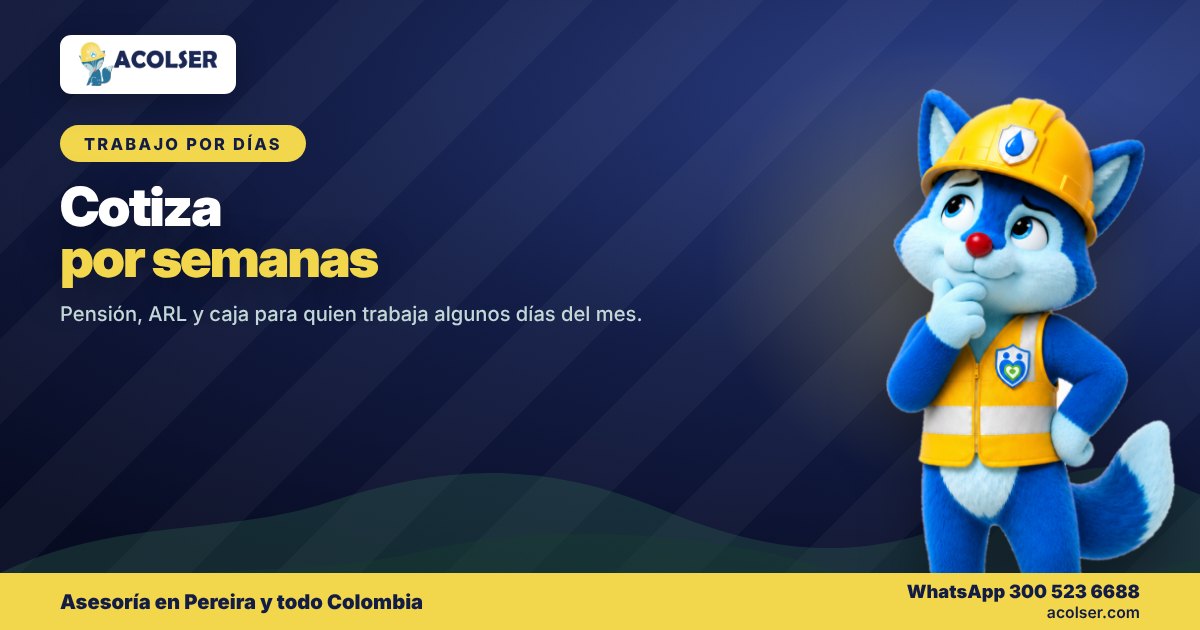 ACOLSER
TRABAJO POR DÍAS
Cotiza
por semanas
Pensión, ARL y caja para quien trabaja algunos días del mes.
Asesoría en Pereira y todo Colombia
WhatsApp 300 523 6688
acolser.com